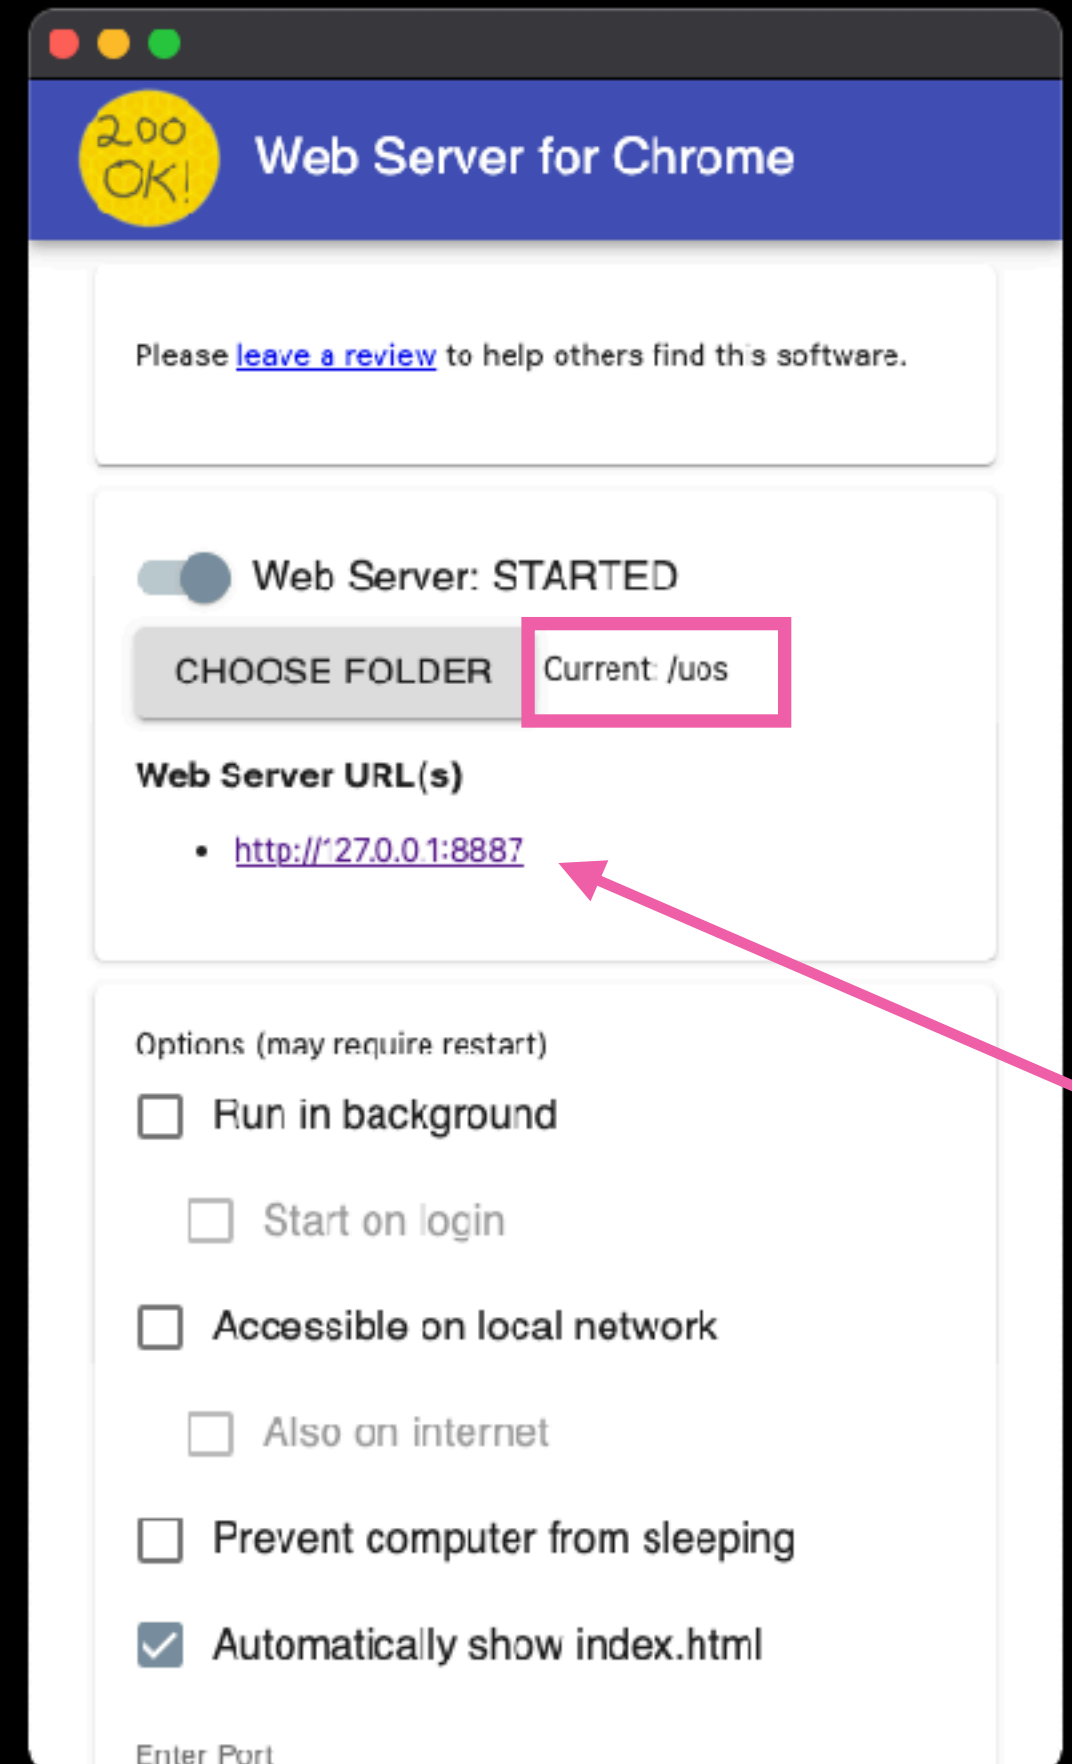 200
OK!
Web Server for Chrome
Please leave a review to help others find this software.
Web Server: STARTED
CHOOSE FOLDER Current: /uos
Web Server URL(s)
• http://127.0.0.1:8887
Options (may require restart)
Run in background
Start on login
Accessible on local network
Also on internet
Prevent computer from sleeping
Automatically show index.html
Enter Port